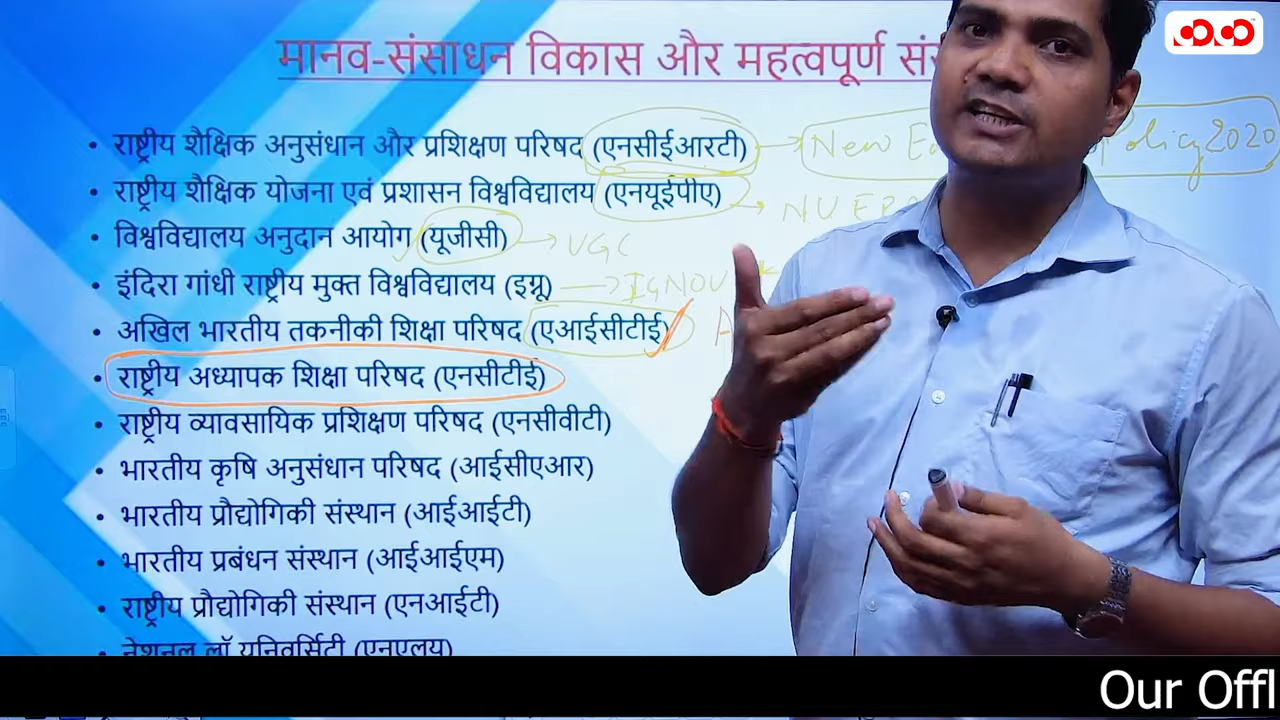 मानव-संसाधन विकास और महत्वपूर्ण
• राष्ट्रीय शैक्षिक अनुसंधान और प्रशिक्षण परिषद (एनसीईआरटी) → New Policy 2020
• राष्ट्रीय शैक्षिक योजना एवं प्रशासन विश्वविद्यालय (एनयूईपीए) →
• विश्वविद्यालय अनुदान आयोग (यूजीसी) → UGC
• इंदिरा गांधी राष्ट्रीय मुक्त विश्वविद्यालय (इग्नू) → IGNOU
• अखिल भारतीय तकनीकी शिक्षा परिषद (एआईसीटीई) A
• राष्ट्रीय अध्यापक शिक्षा परिषद (एनसीटीई)
• राष्ट्रीय व्यावसायिक प्रशिक्षण परिषद (एनसीवीटी)
• भारतीय कृषि अनुसंधान परिषद (आईसीएआर)
• भारतीय प्रौद्योगिकी संस्थान (आईआईटी)
• भारतीय प्रबंधन संस्थान (आईआईएम)
• राष्ट्रीय प्रौद्योगिकी संस्थान (एनआईटी)
• नेशनल लॉ यूनिवर्सिटी (एनएलयू)
Our Offl